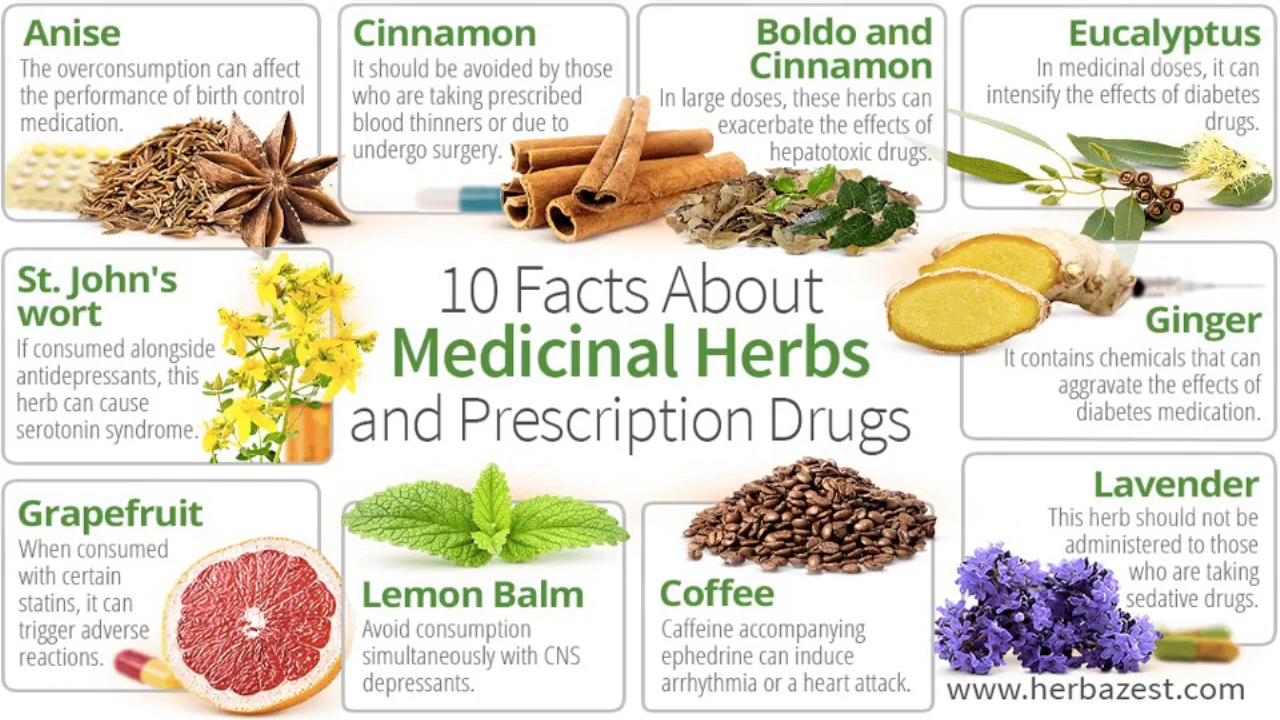 Anise
The overconsumption can affect
the performance of birth control
medication.
Cinnamon
It should be avoided by those
who are taking prescribed
blood thinners or due to
undergo surgery.
Boldo and
Cinnamon
In large doses, these herbs can
exacerbate the effects of
hepatotoxic drugs.
Eucalyptus
In medicinal doses, it can
intensify the effects of diabetes
drugs.
St. John's
wort
If consumed alongside
antidepressants, this
herb can cause
serotonin syndrome.
10 Facts About
Medicinal Herbs
and Prescription Drugs
Ginger
It contains chemicals that can
aggravate the effects of
diabetes medication.
Grapefruit
When consumed
with certain
statins, it can
trigger adverse
reactions.
Lemon Balm
Avoid consumption
simultaneously with CNS
depressants.
Coffee
Caffeine accompanying
ephedrine can induce
arrhythmia or a heart attack.
Lavender
This herb should not be
administered to those
who are taking
sedative drugs.
www.herbazest.com